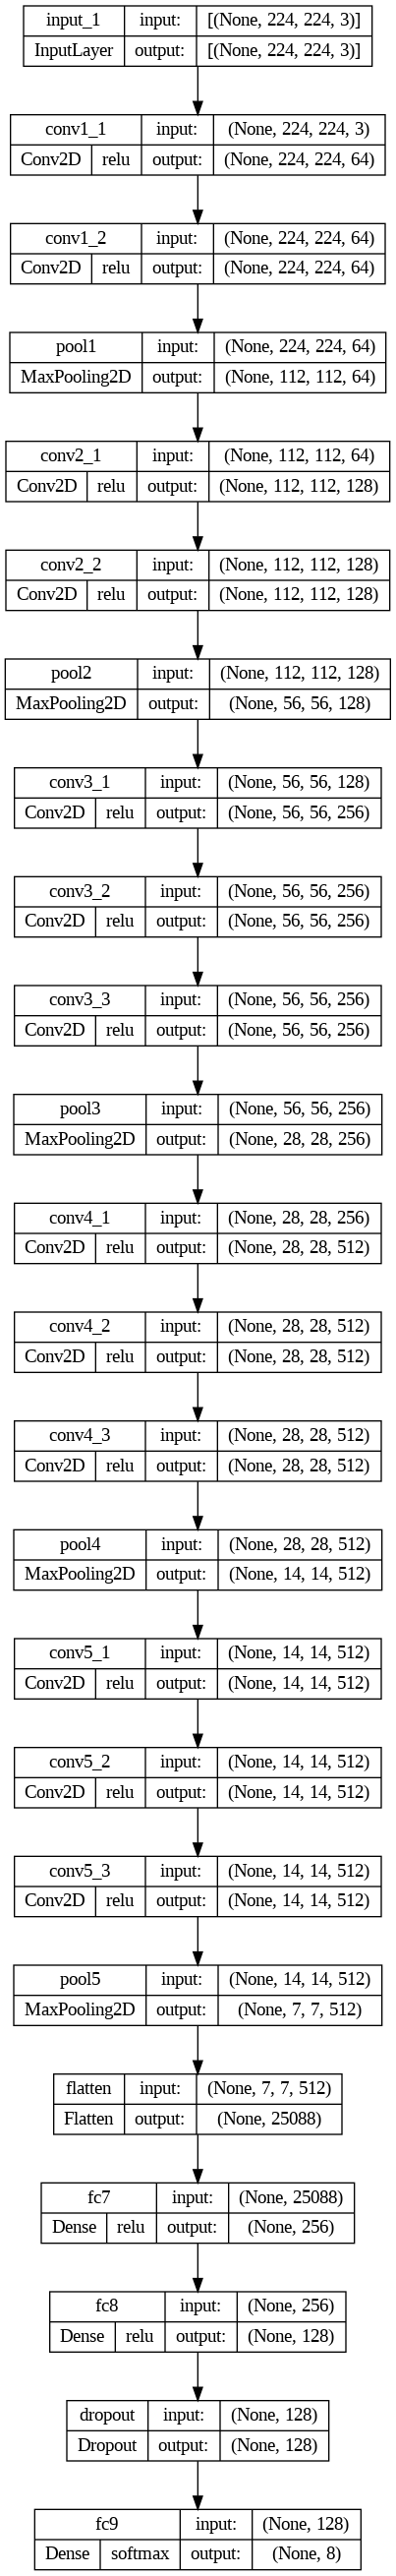 input_1 input: [(None, 224, 224, 3)]
InputLayer output: [(None, 224, 224, 3)]
conv1_1 input: (None, 224, 224, 3)
Conv2D relu output: (None, 224, 224, 64)
conv1_2 input: (None, 224, 224, 64)
Conv2D relu output: (None, 224, 224, 64)
pool1 input: (None, 224, 224, 64)
MaxPooling2D output: (None, 112, 112, 64)
conv2_1 input: (None, 112, 112, 64)
Conv2D relu output: (None, 112, 112, 128)
conv2_2 input: (None, 112, 112, 128)
Conv2D relu output: (None, 112, 112, 128)
pool2 input: (None, 112, 112, 128)
MaxPooling2D output: (None, 56, 56, 128)
conv3_1 input: (None, 56, 56, 128)
Conv2D relu output: (None, 56, 56, 256)
conv3_2 input: (None, 56, 56, 256)
Conv2D relu output: (None, 56, 56, 256)
conv3_3 input: (None, 56, 56, 256)
Conv2D relu output: (None, 56, 56, 256)
pool3 input: (None, 56, 56, 256)
MaxPooling2D output: (None, 28, 28, 256)
conv4_1 input: (None, 28, 28, 256)
Conv2D relu output: (None, 28, 28, 512)
conv4_2 input: (None, 28, 28, 512)
Conv2D relu output: (None, 28, 28, 512)
conv4_3 input: (None, 28, 28, 512)
Conv2D relu output: (None, 28, 28, 512)
pool4 input: (None, 28, 28, 512)
MaxPooling2D output: (None, 14, 14, 512)
conv5_1 input: (None, 14, 14, 512)
Conv2D relu output: (None, 14, 14, 512)
conv5_2 input: (None, 14, 14, 512)
Conv2D relu output: (None, 14, 14, 512)
conv5_3 input: (None, 14, 14, 512)
Conv2D relu output: (None, 14, 14, 512)
pool5 input: (None, 14, 14, 512)
MaxPooling2D output: (None, 7, 7, 512)
flatten input: (None, 7, 7, 512)
Flatten output: (None, 25088)
fc7 input: (None, 25088)
Dense relu output: (None, 256)
fc8 input: (None, 256)
Dense relu output: (None, 128)
dropout input: (None, 128)
Dropout output: (None, 128)
fc9 input: (None, 128)
Dense softmax output: (None, 8)